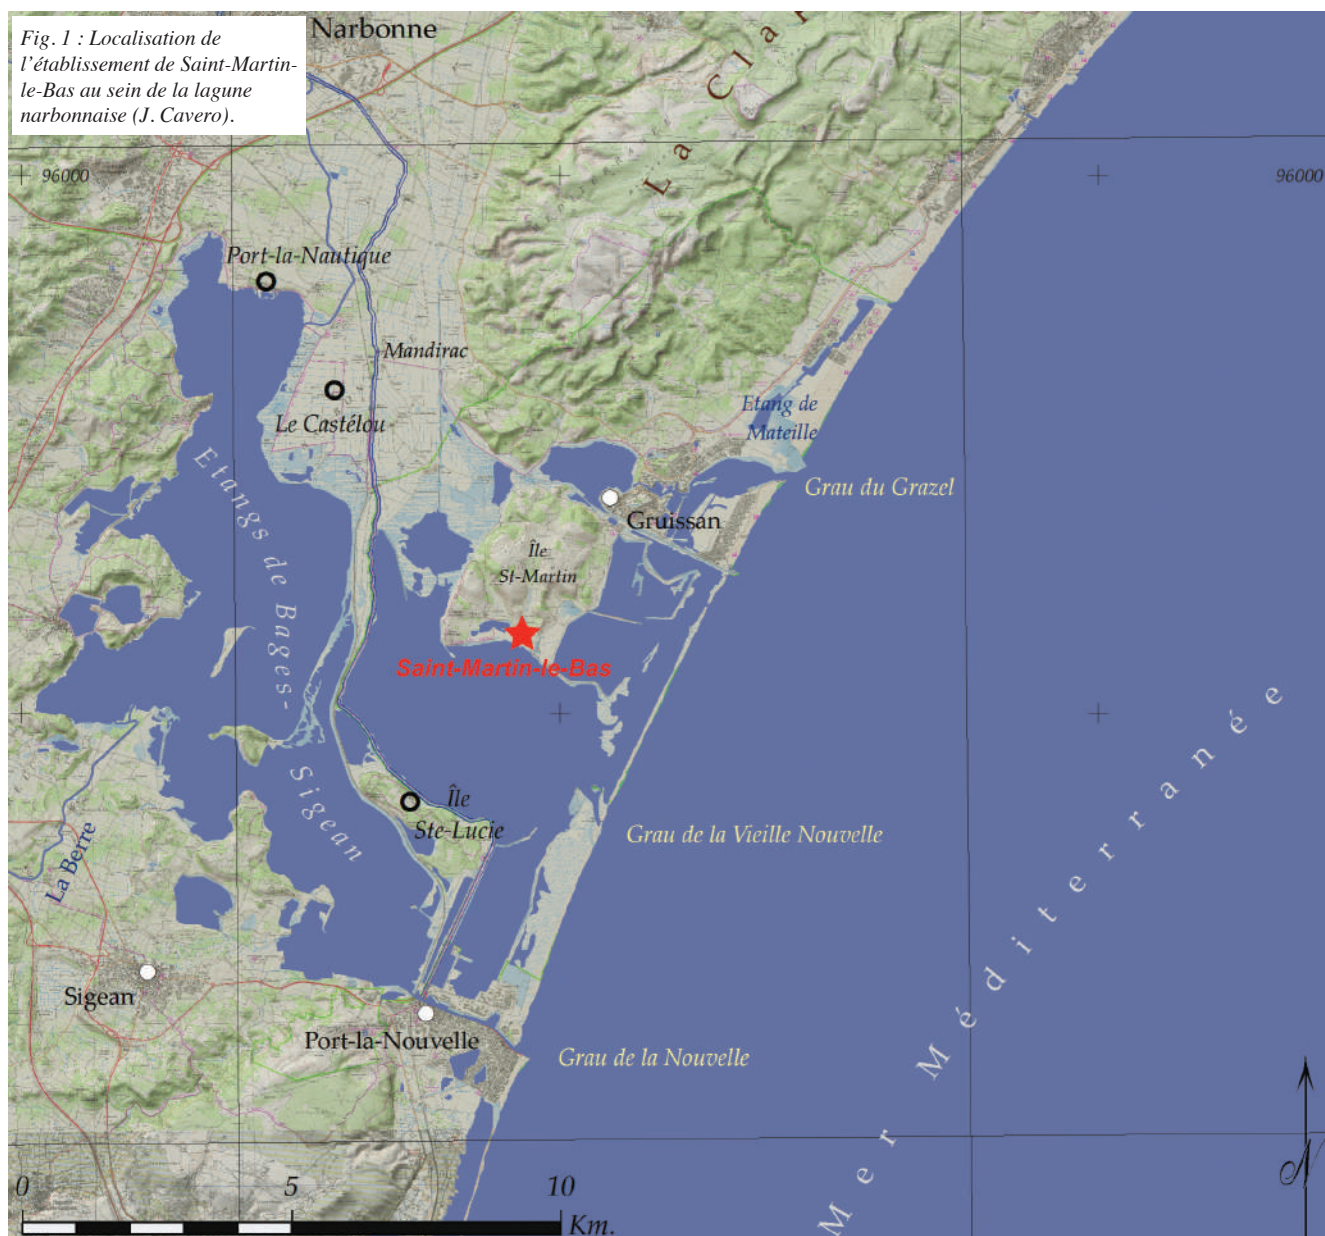 Fig. 1 : Localisation de
l'établissement de Saint-Martin-
le-Bas au sein de la lagune
narbonnaise (J. Cavero).
Narbonne
La Cla
96000
96000
Port-la-Nautique
Mandirac
Le Castélou
Etang de
Mateille
Grau du Grazel
Gruissan
Île
St-Martin
Saint-Martin-le-Bas
Etangs de Bages-
Sigean
Île
Ste-Lucie
Grau de la Vieille Nouvelle
La Berre
Mer Méditerranée
Sigean
Port-la-Nouvelle
Grau de la Nouvelle
N
0
5
10
Km.